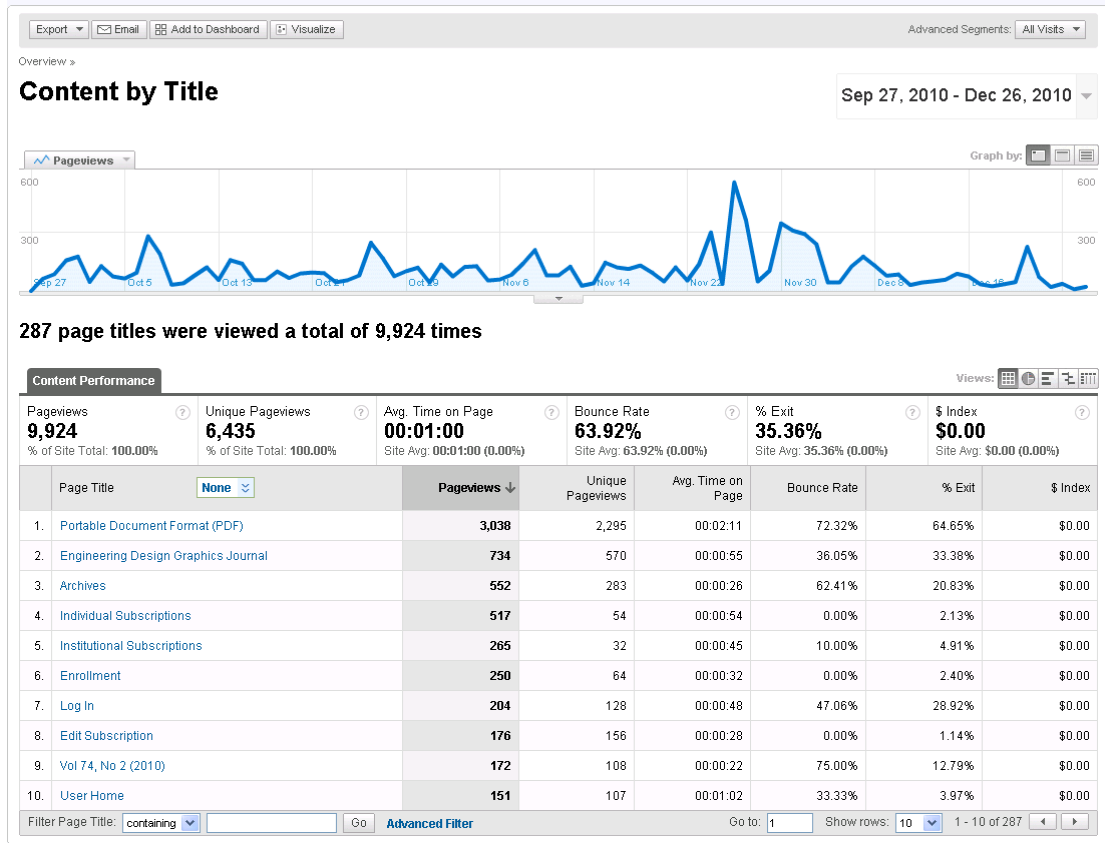 Export Email Add to Dashboard Visualize Advanced Segments: All Visits
Overview »
Content by Title
Sep 27, 2010 - Dec 26, 2010
Pageviews Graph by:
600 600
300 300
Sep 27 Oct 5 Oct 13 Oct 21 Oct 29 Nov 6 Nov 14 Nov 22 Nov 30 Dec 8 Dec 16
287 page titles were viewed a total of 9,924 times
Content Performance Views:
Pageviews ? Unique Pageviews ? Avg. Time on Page ? Bounce Rate ? % Exit ? $ Index ?
9,924 6,435 00:01:00 63.92% 35.36% $0.00
% of Site Total: 100.00% % of Site Total: 100.00% Site Avg: 00:01:00 (0.00%) Site Avg: 63.92% (0.00%) Site Avg: 35.36% (0.00%) Site Avg: $0.00 (0.00%)
Page Title None Pageviews Unique Pageviews Avg. Time on Page Bounce Rate % Exit $ Index
1. Portable Document Format (PDF) 3,038 2,295 00:02:11 72.32% 64.65% $0.00
2. Engineering Design Graphics Journal 734 570 00:00:55 36.05% 33.38% $0.00
3. Archives 552 283 00:00:26 62.41% 20.83% $0.00
4. Individual Subscriptions 517 54 00:00:54 0.00% 2.13% $0.00
5. Institutional Subscriptions 265 32 00:00:45 10.00% 4.91% $0.00
6. Enrollment 250 64 00:00:32 0.00% 2.40% $0.00
7. Log In 204 128 00:00:48 47.06% 28.92% $0.00
8. Edit Subscription 176 156 00:00:28 0.00% 1.14% $0.00
9. Vol 74, No 2 (2010) 172 108 00:00:22 75.00% 12.79% $0.00
10. User Home 151 107 00:01:02 33.33% 3.97% $0.00
Filter Page Title: containing Go Advanced Filter Go to: 1 Show rows: 10 1 - 10 of 287